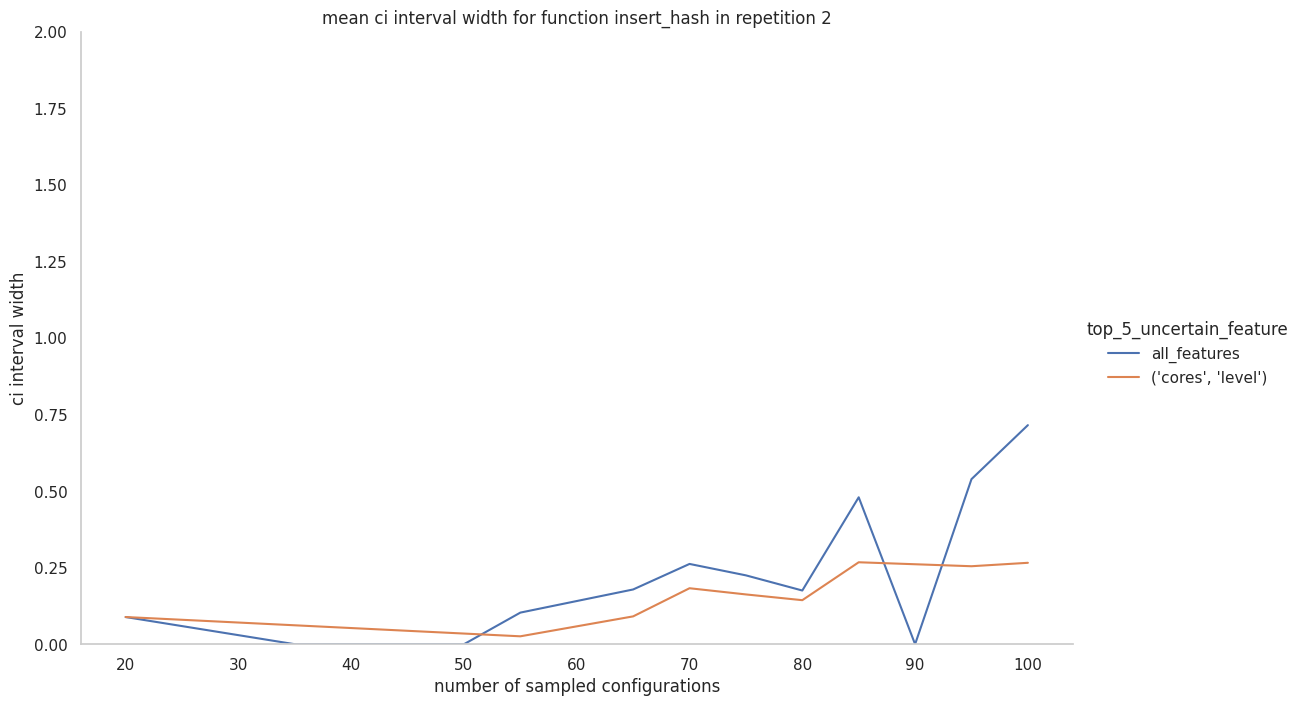 mean ci interval width for function insert_hash in repetition 2
2.00
1.75
1.50
1.25
1.00
0.75
0.50
0.25
0.00
ci interval width
20 30 40 50 60 70 80 90 100
number of sampled configurations
top_5_uncertain_feature
all_features
('cores', 'level')